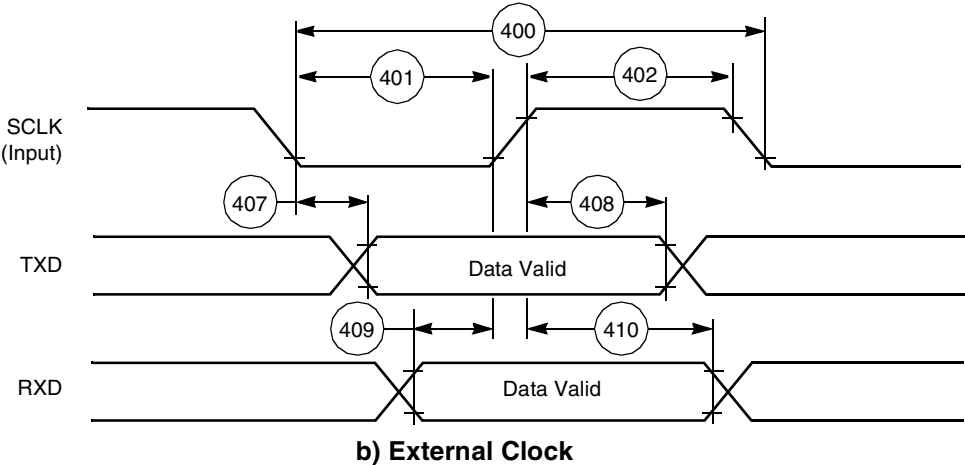 400
401
402
SCLK
(Input)
407
408
TXD
Data Valid
409
410
RXD
Data Valid
b) External Clock